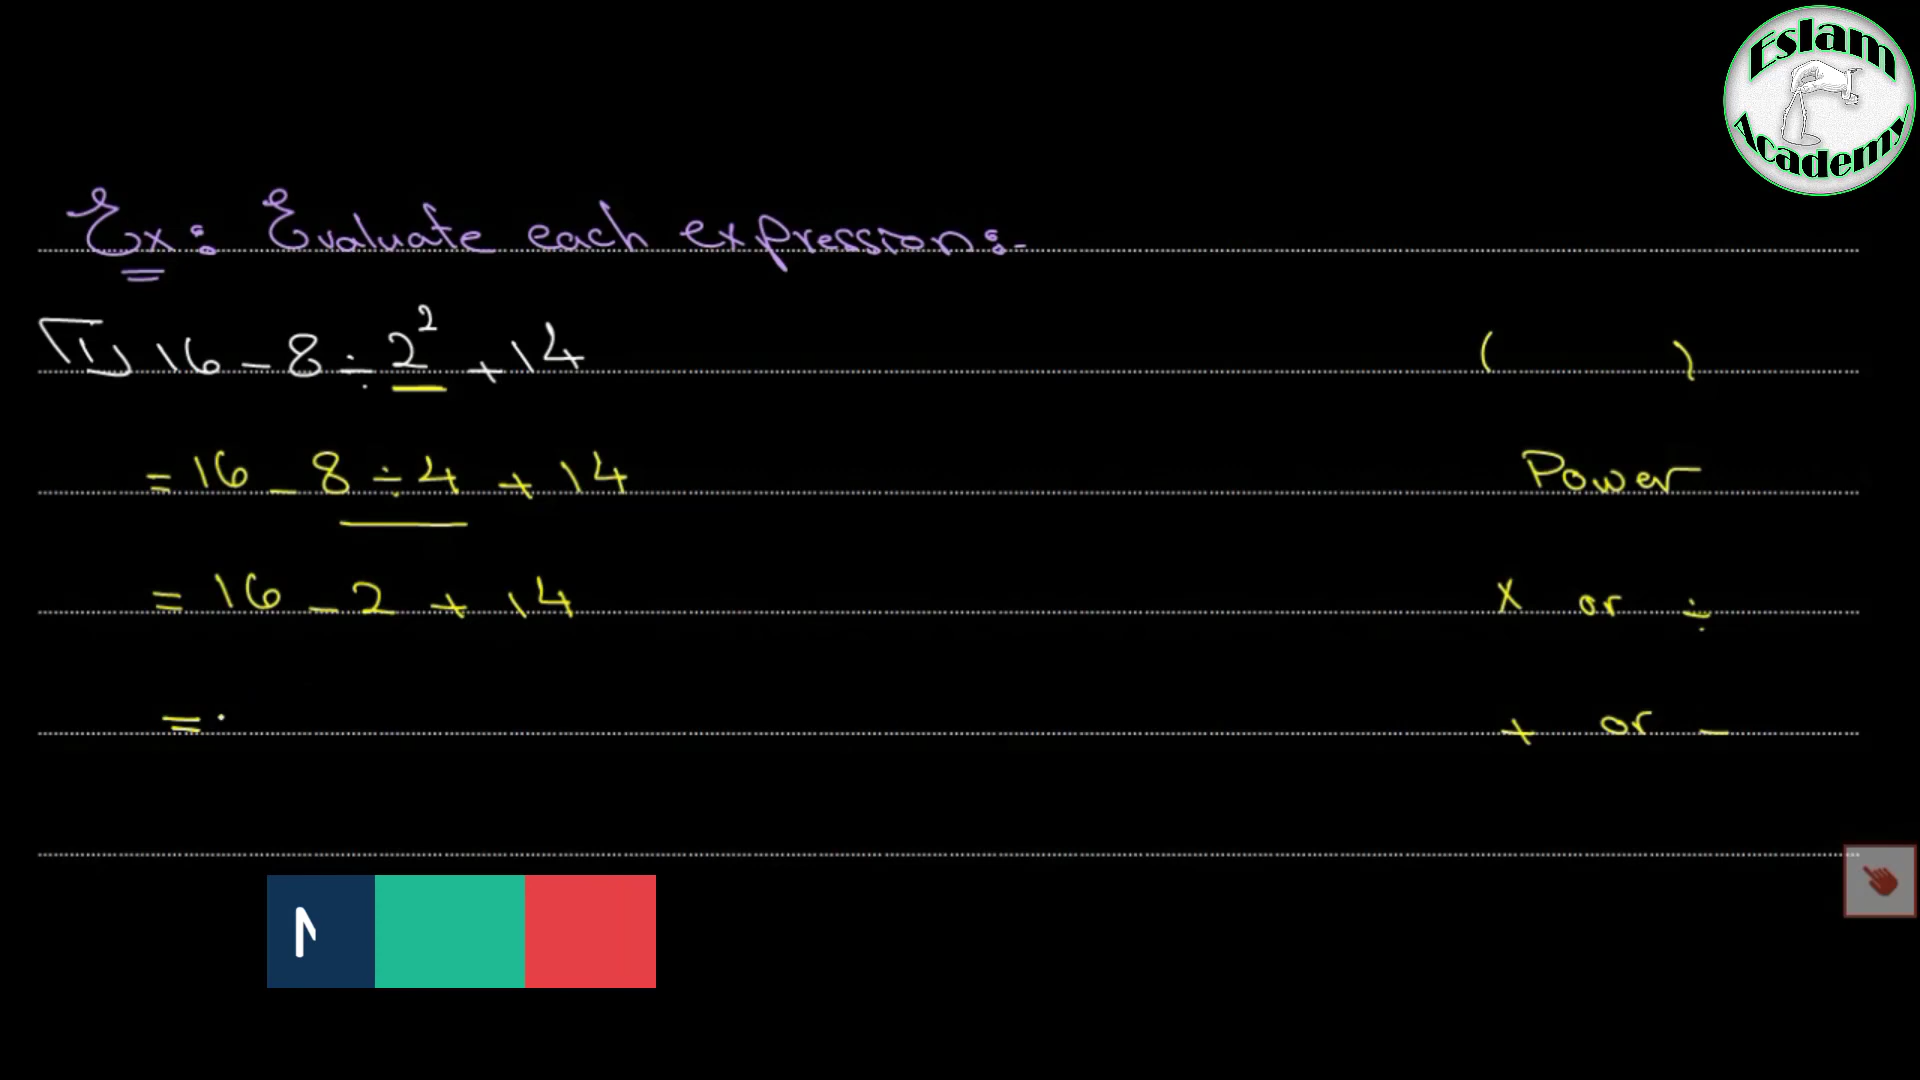 Eslam
Academy
Ex: Evaluate each expression:-
[1] 16 - 8 ÷ 2² + 14
( )
= 16 - 8 ÷ 4 + 14
Power
= 16 - 2 + 14
× or ÷
=
+ or -